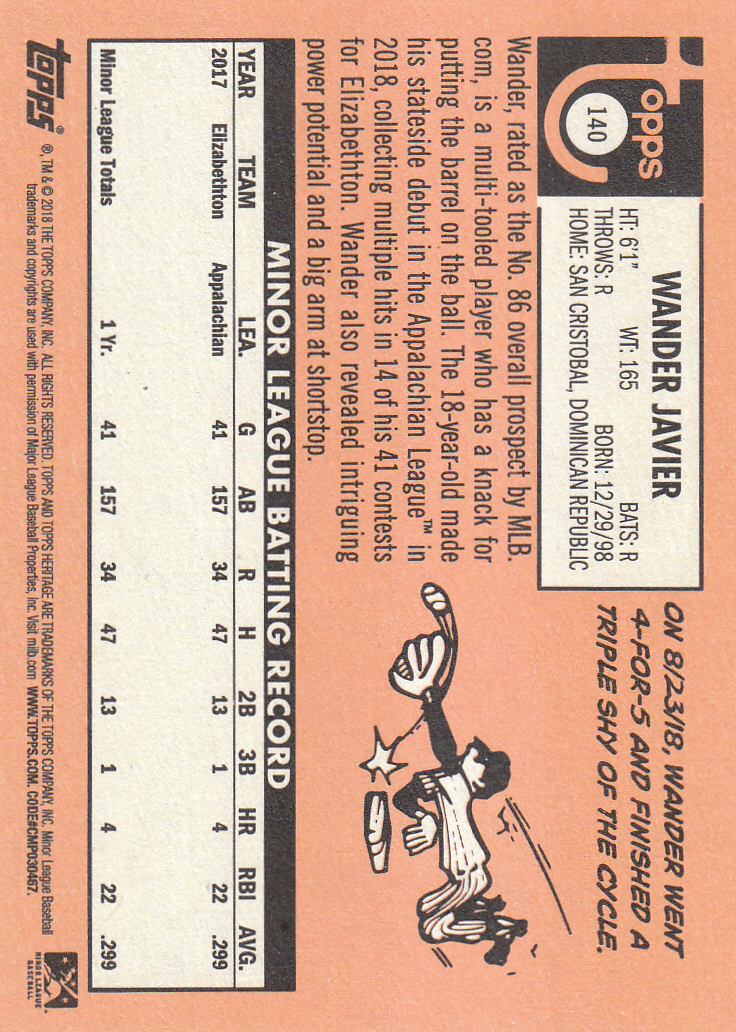 topps
140
WANDER JAVIER
HT: 6'1" WT: 165 BATS: R
THROWS: R BORN: 12/29/98
HOME: SAN CRISTOBAL, DOMINICAN REPUBLIC
ON 8/23/18, WANDER WENT
4-FOR-5 AND FINISHED A
TRIPLE SHY OF THE CYCLE.
Wander, rated as the No. 86 overall prospect by MLB.
com, is a multi-tooled player who has a knack for
putting the barrel on the ball. The 18-year-old made
his stateside debut in the Appalachian League™ in
2018, collecting multiple hits in 14 of his 41 contests
for Elizabethton. Wander also revealed intriguing
power potential and a big arm at shortstop.
MINOR LEAGUE BATTING RECORD
YEAR TEAM LEA. G AB R H 2B 3B HR RBI AVG.
2017 Elizabethton Appalachian 41 157 34 47 13 1 4 22 .299
Minor League Totals 1 Yr. 41 157 34 47 13 1 4 22 .299
topps®
®, TM & © 2018 THE TOPPS COMPANY, INC. ALL RIGHTS RESERVED. TOPPS AND TOPPS HERITAGE ARE TRADEMARKS OF THE TOPPS COMPANY, INC. Minor League Baseball
trademarks and copyrights are used with permission of Major League Baseball Properties, Inc. Visit milb.com WWW.TOPPS.COM. CODE#CMP030467.
MINOR LEAGUE
BASEBALL